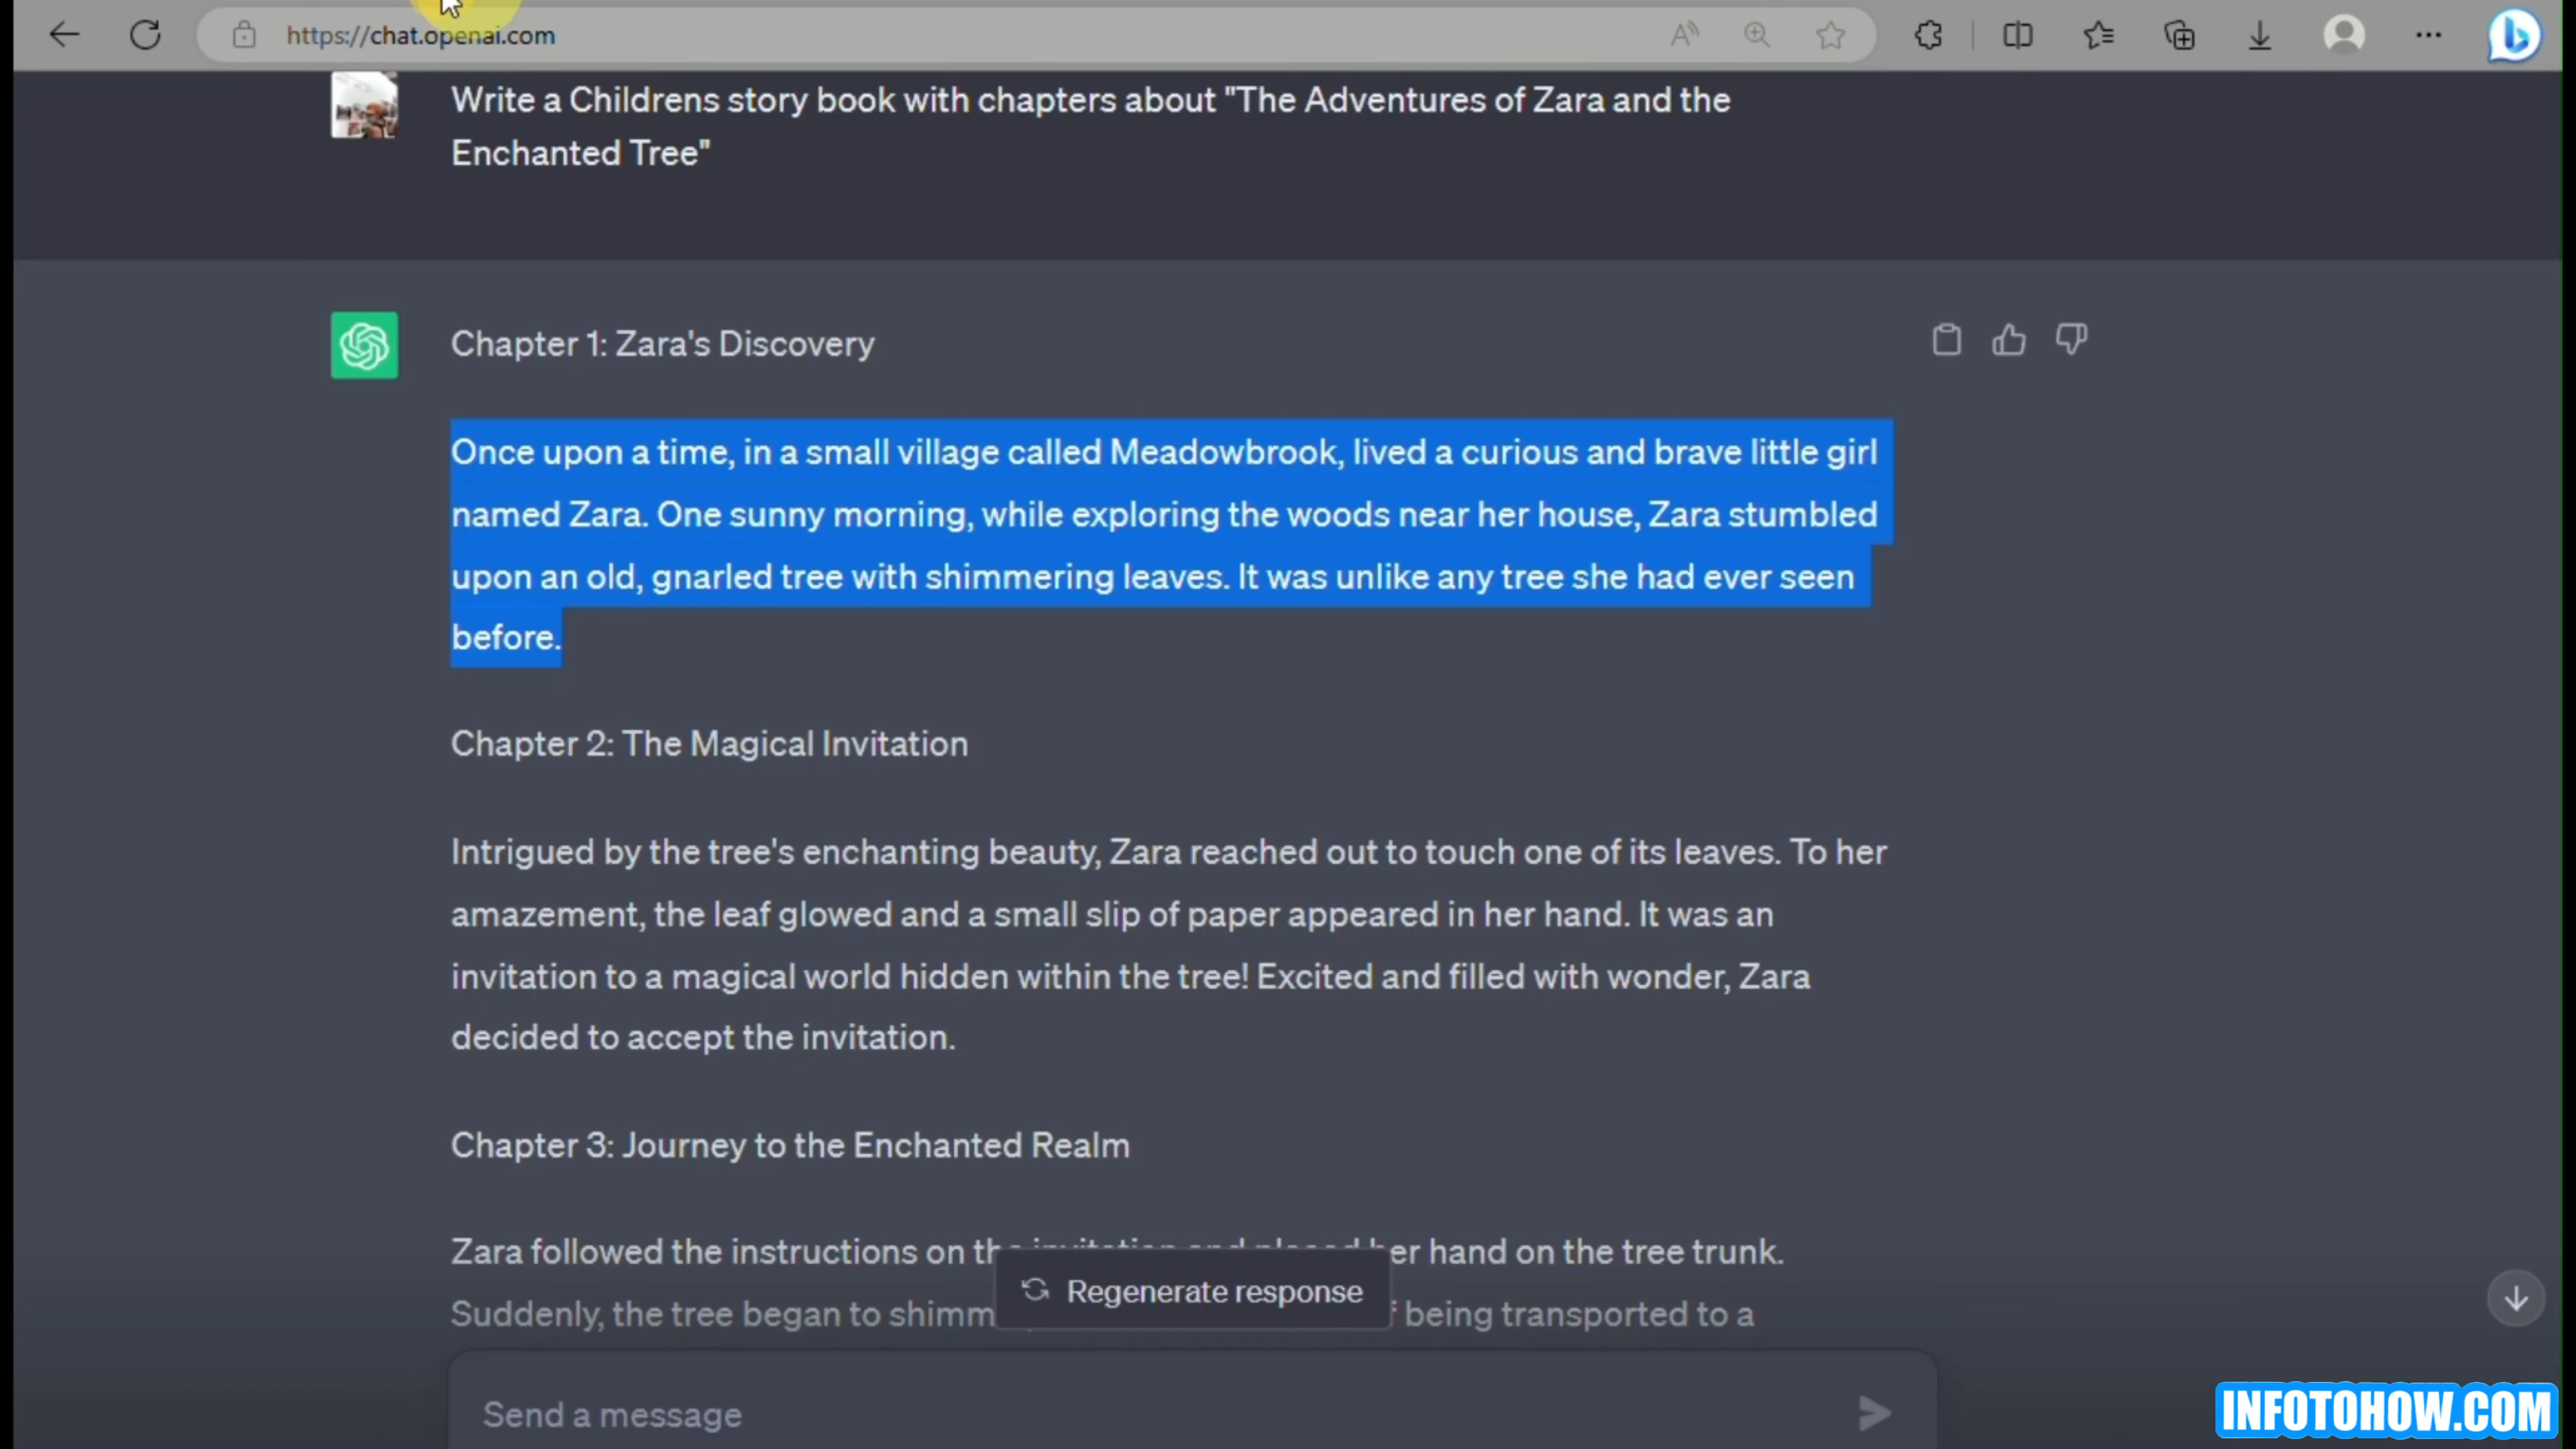 https://chat.openai.com
Write a Childrens story book with chapters about "The Adventures of Zara and the
Enchanted Tree"
Chapter 1: Zara's Discovery
Once upon a time, in a small village called Meadowbrook, lived a curious and brave little girl
named Zara. One sunny morning, while exploring the woods near her house, Zara stumbled
upon an old, gnarled tree with shimmering leaves. It was unlike any tree she had ever seen
before.
Chapter 2: The Magical Invitation
Intrigued by the tree's enchanting beauty, Zara reached out to touch one of its leaves. To her
amazement, the leaf glowed and a small slip of paper appeared in her hand. It was an
invitation to a magical world hidden within the tree! Excited and filled with wonder, Zara
decided to accept the invitation.
Chapter 3: Journey to the Enchanted Realm
Zara followed the instructions on the invitation and placed her hand on the tree trunk.
Suddenly, the tree began to being transported to a
Regenerate response
Send a message
INFOTOHOW.COM